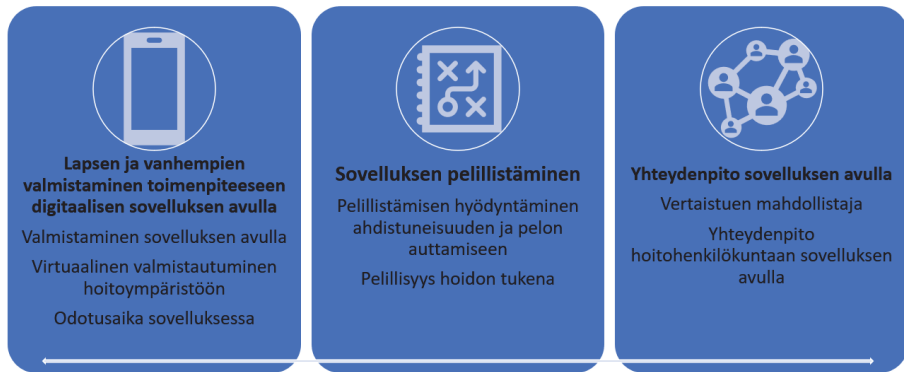 Lapsen ja vanhempien
valmistaminen toimenpiteeseen
digitaalisen sovelluksen avulla
Valmistaminen sovelluksen avulla
Virtuaalinen valmistautuminen
hoitoympäristöön
Odotusaika sovelluksessa
Sovelluksen pelillistäminen
Pelillistämisen hyödyntäminen
ahdistuneisuuden ja pelon
auttamiseen
Pelillisyys hoidon tukena
Yhteydenpito sovelluksen avulla
Vertaistuen mahdollistaja
Yhteydenpito
hoitohenkilökuntaan sovelluksen
avulla